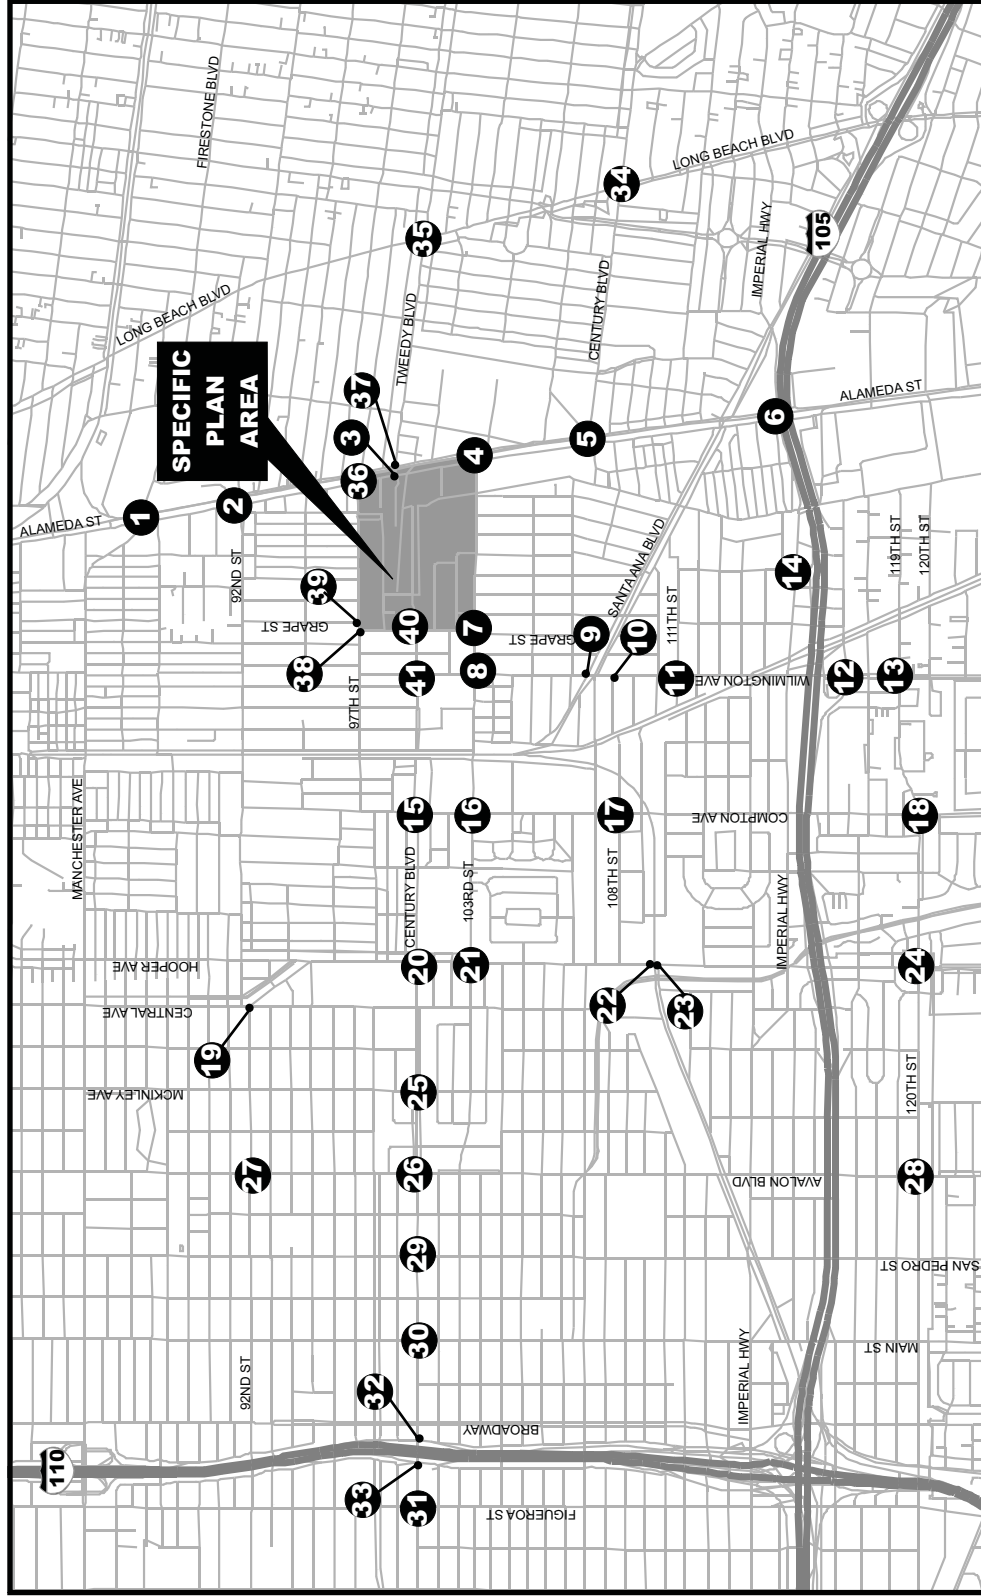 FIRESTONE BLVD
LONG BEACH BLVD
LONG BEACH BLVD
34
35
IMPERIAL HWY
105
CENTURY BLVD
TWEEDY BLVD
SPECIFIC
PLAN
AREA
37
3
36
4
5
6
ALAMEDA ST
ALAMEDA ST
1
2
92ND ST
39
38
GRAPE ST
97TH ST
40
41
7
8
GRAPE ST
9
10
SANTA ANA BLVD
111TH ST
11
WILMINGTON AVE
14
12
13
119TH ST
120TH ST
MANCHESTER AVE
15
16
17
COMPTON AVE
18
CENTURY BLVD
103RD ST
108TH ST
IMPERIAL HWY
HOOPER AVE
20
21
24
CENTRAL AVE
19
22
23
MCKINLEY AVE
25
120TH ST
27
26
AVALON BLVD
28
29
SAN PEDRO ST
30
MAIN ST
92ND ST
32
IMPERIAL HWY
BROADWAY
110
33
31
FIGUEROA ST